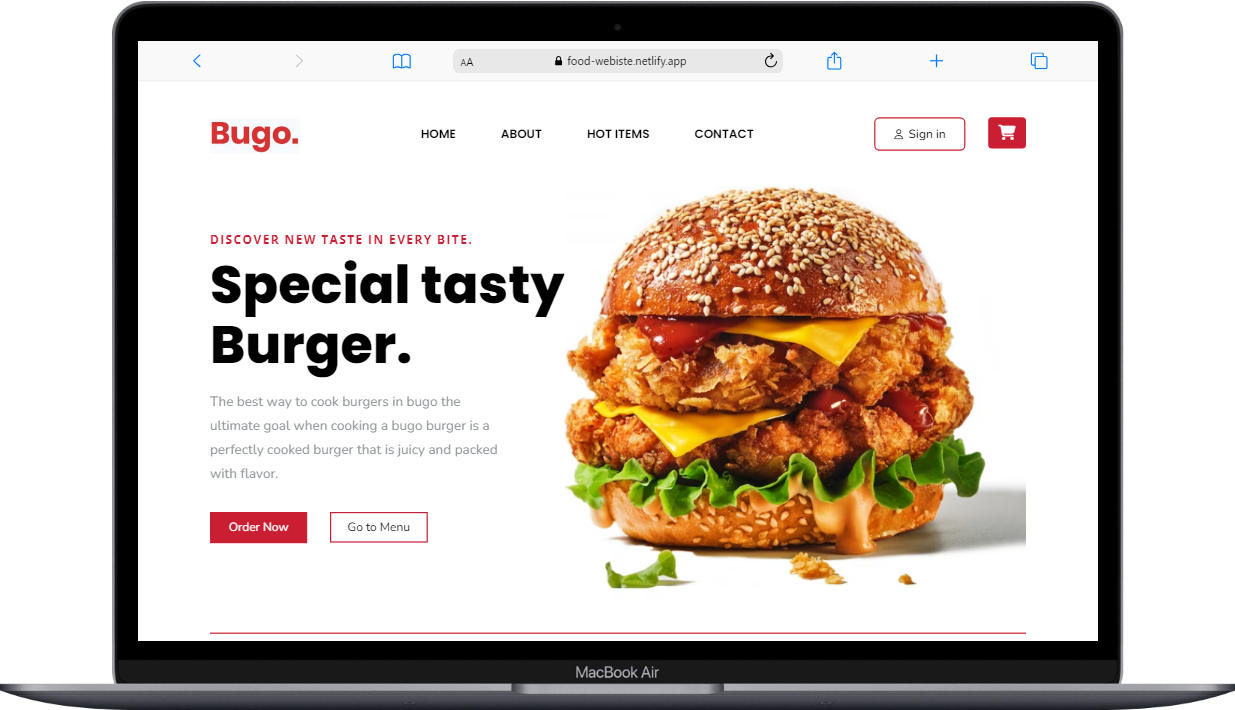 AA food-webiste.netlify.app
Bugo.
HOME ABOUT HOT ITEMS CONTACT
Sign in
DISCOVER NEW TASTE IN EVERY BITE.
Special tasty
Burger.
The best way to cook burgers in bugo the
ultimate goal when cooking a bugo burger is a
perfectly cooked burger that is juicy and packed
with flavor.
Order Now Go to Menu
MacBook Air